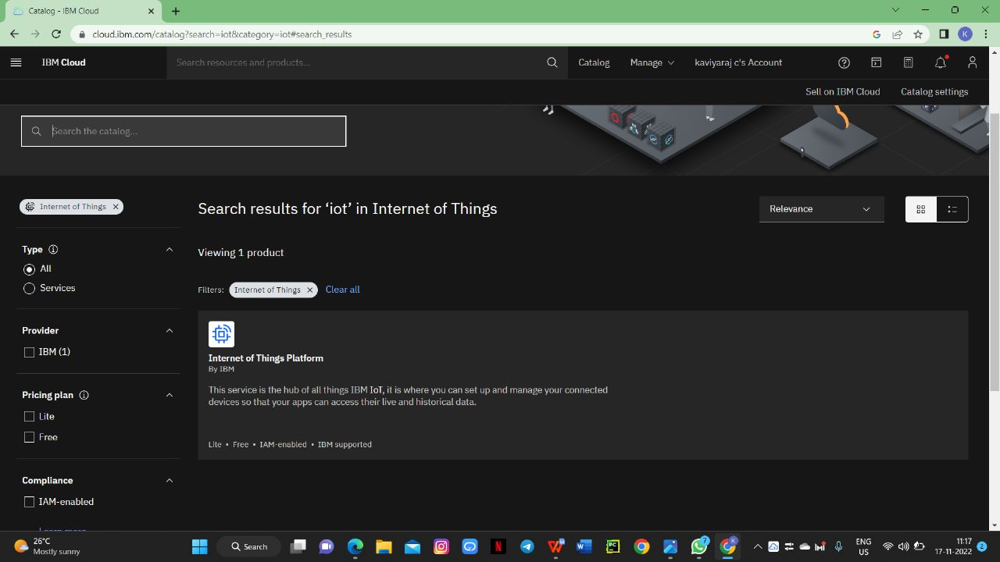 Catalog - IBM Cloud
cloud.ibm.com/catalog?search=iot&category=iot#search_results
K
IBM Cloud
Search resources and products...
Catalog
Manage
kaviyaraj c's Account
Sell on IBM Cloud
Catalog settings
Search the catalog...
Internet of Things
Search results for ‘iot’ in Internet of Things
Relevance
Type
All
Services
Viewing 1 product
Filters: Internet of Things Clear all
Provider
IBM (1)
Internet of Things Platform
By IBM
This service is the hub of all things IBM IoT, it is where you can set up and manage your connected
devices so that your apps can access their live and historical data.
Lite • Free • IAM-enabled • IBM supported
Pricing plan
Lite
Free
Compliance
IAM-enabled
Learn more
26°C
Mostly sunny
Search
7
K
ENG
US
11:17
17-11-2022
2